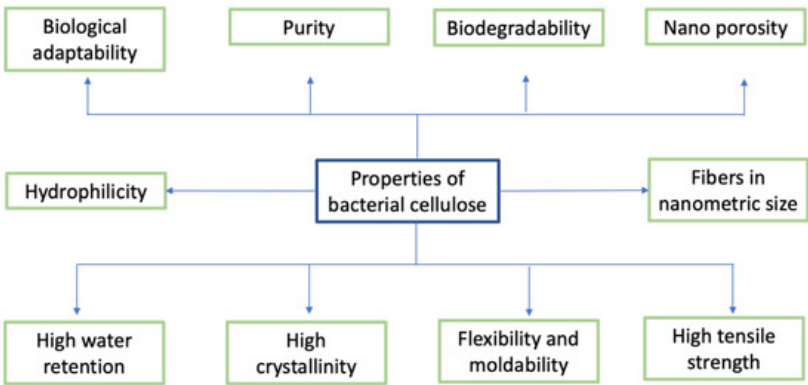 Biological
adaptability
Purity
Biodegradability
Nano porosity
Hydrophilicity
Properties of
bacterial cellulose
Fibers in
nanometric size
High water
retention
High
crystallinity
Flexibility and
moldability
High tensile
strength